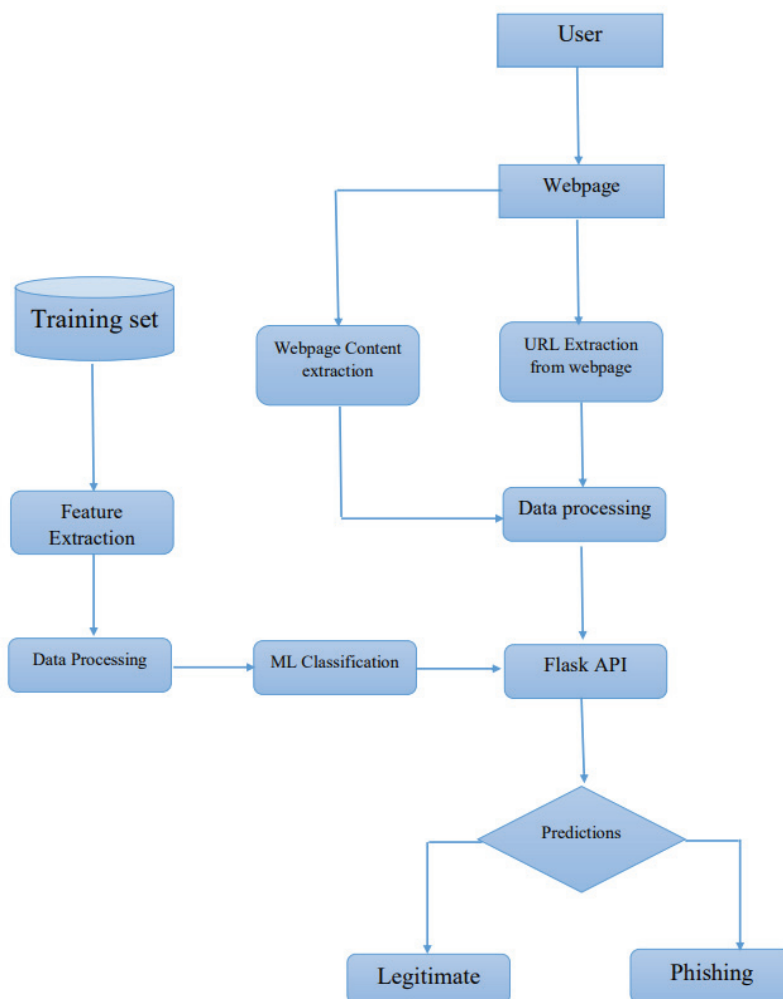 User
Webpage
Training set
Webpage Content
extraction
URL Extraction
from webpage
Feature
Extraction
Data processing
Data Processing
ML Classification
Flask API
Predictions
Legitimate
Phishing